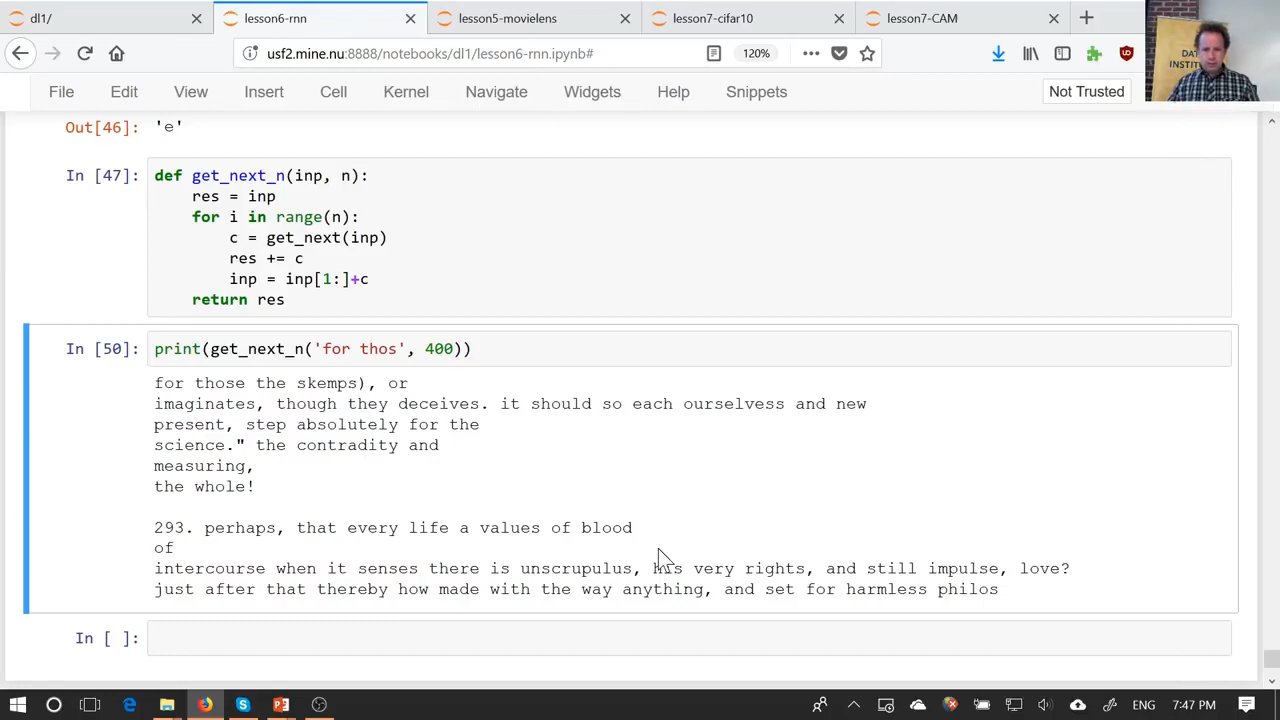 dl1/
lesson6-rnn
lesson5-movielens
lesson7-cifar10
lesson7-CAM
usf2.mine.nu:8888/notebooks/dl1/lesson6-rnn.ipynb#
120%
File Edit View Insert Cell Kernel Navigate Widgets Help Snippets
Not Trusted
Out[46]: 'e'
In [47]: def get_next_n(inp, n):
res = inp
for i in range(n):
c = get_next(inp)
res += c
inp = inp[1:]+c
return res
In [50]: print(get_next_n('for thos', 400))
for those the skemps), or
imaginates, though they deceives. it should so each ourselvess and new
present, step absolutely for the
science." the contradity and
measuring,
the whole!
293. perhaps, that every life a values of blood
of
intercourse when it senses there is unscrupulus, has very rights, and still impulse, love?
just after that thereby how made with the way anything, and set for harmless philos
In [ ]:
ENG 7:47 PM